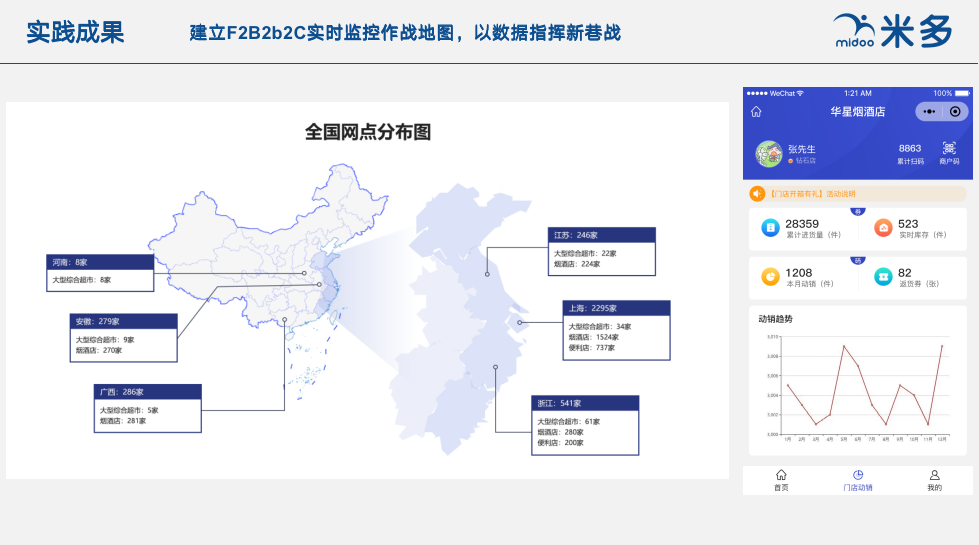 实践成果
建立F2B2b2C实时监控作战地图，以数据指挥新巷战
midoo 米多
全国网点分布图
河南：8家
大型综合超市：8家
安徽：279家
大型综合超市：9家
烟酒店：270家
广西：286家
大型综合超市：5家
烟酒店：281家
江苏：246家
大型综合超市：22家
烟酒店：224家
上海：2295家
大型综合超市：34家
烟酒店：1524家
便利店：737家
浙江：541家
大型综合超市：61家
烟酒店：280家
便利店：200家
WeChat 1:21 AM 100%
华星烟酒店
张先生
钻石店
8863
累计扫码
商户码
【门店开箱有礼】活动说明
28359
累计进货量（件）
523
实时库存（件）
1208
本月动销（件）
82
返货券（张）
动销趋势
3,010
3,008
3,006
3,004
3,002
3,000
1月 2月 3月 4月 5月 6月 7月 8月 9月 10月 11月 12月
首页 门店动销 我的